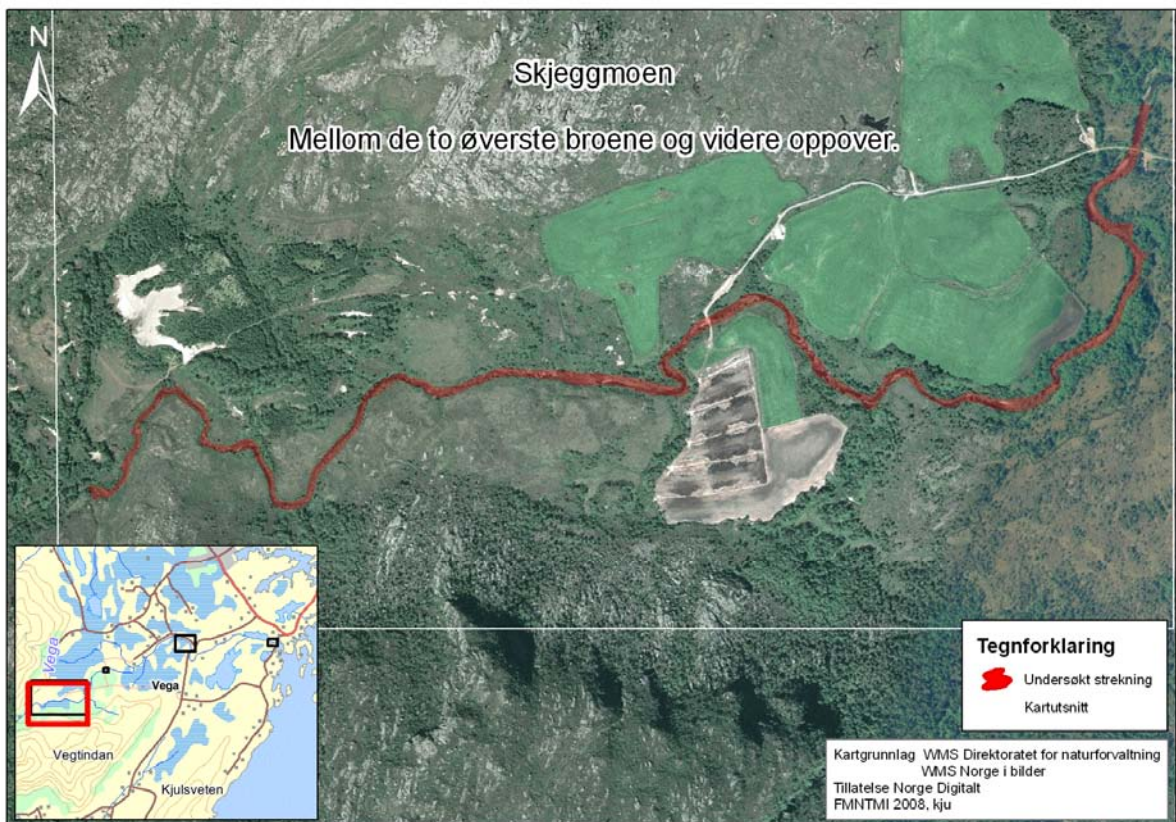 N
Skjeggmoen
Mellom de to øverste broene og videre oppover.
Vega
Vega
Vegtindan
Kjulsveten
Tegnforklaring
Undersøkt strekning
Kartutsnitt
Kartgrunnlag WMS Direktoratet for naturforvaltning
WMS Norge i bilder
Tillatelse Norge Digitalt
FMNTMI 2008, kju